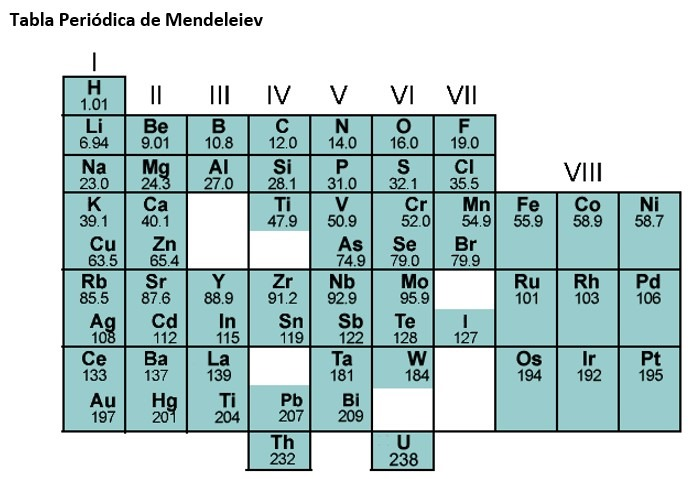 Tabla Periódica de Mendeleiev
I
H
1.01
II III IV V VI VII
Li Be B C N O F
6.94 9.01 10.8 12.0 14.0 16.0 19.0
Na Mg Al Si P S Cl
23.0 24.3 27.0 28.1 31.0 32.1 35.5
VIII
K Ca Ti V Cr Mn Fe Co Ni
39.1 40.1 47.9 50.9 52.0 54.9 55.9 58.9 58.7
Cu Zn As Se Br
63.5 65.4 74.9 79.0 79.9
Rb Sr Y Zr Nb Mo Ru Rh Pd
85.5 87.6 88.9 91.2 92.9 95.9 101 103 106
Ag Cd In Sn Sb Te I
108 112 115 119 122 128 127
Ce Ba La Ta W Os Ir Pt
133 137 139 181 184 194 192 195
Au Hg Ti Pb Bi
197 201 204 207 209
Th U
232 238